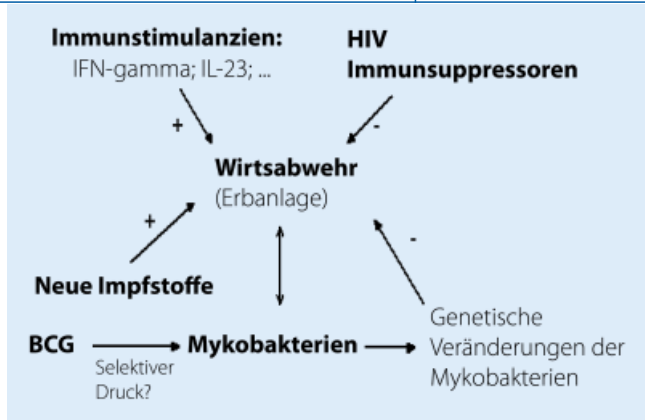 Immunstimulanzien:
IFN-gamma; IL-23; ...
HIV
Immunsuppressoren
+
-
Wirtsabwehr
(Erbanlage)
+
-
Neue Impfstoffe
BCG
Selektiver
Druck?
Mykobakterien
Genetische
Veränderungen der
Mykobakterien